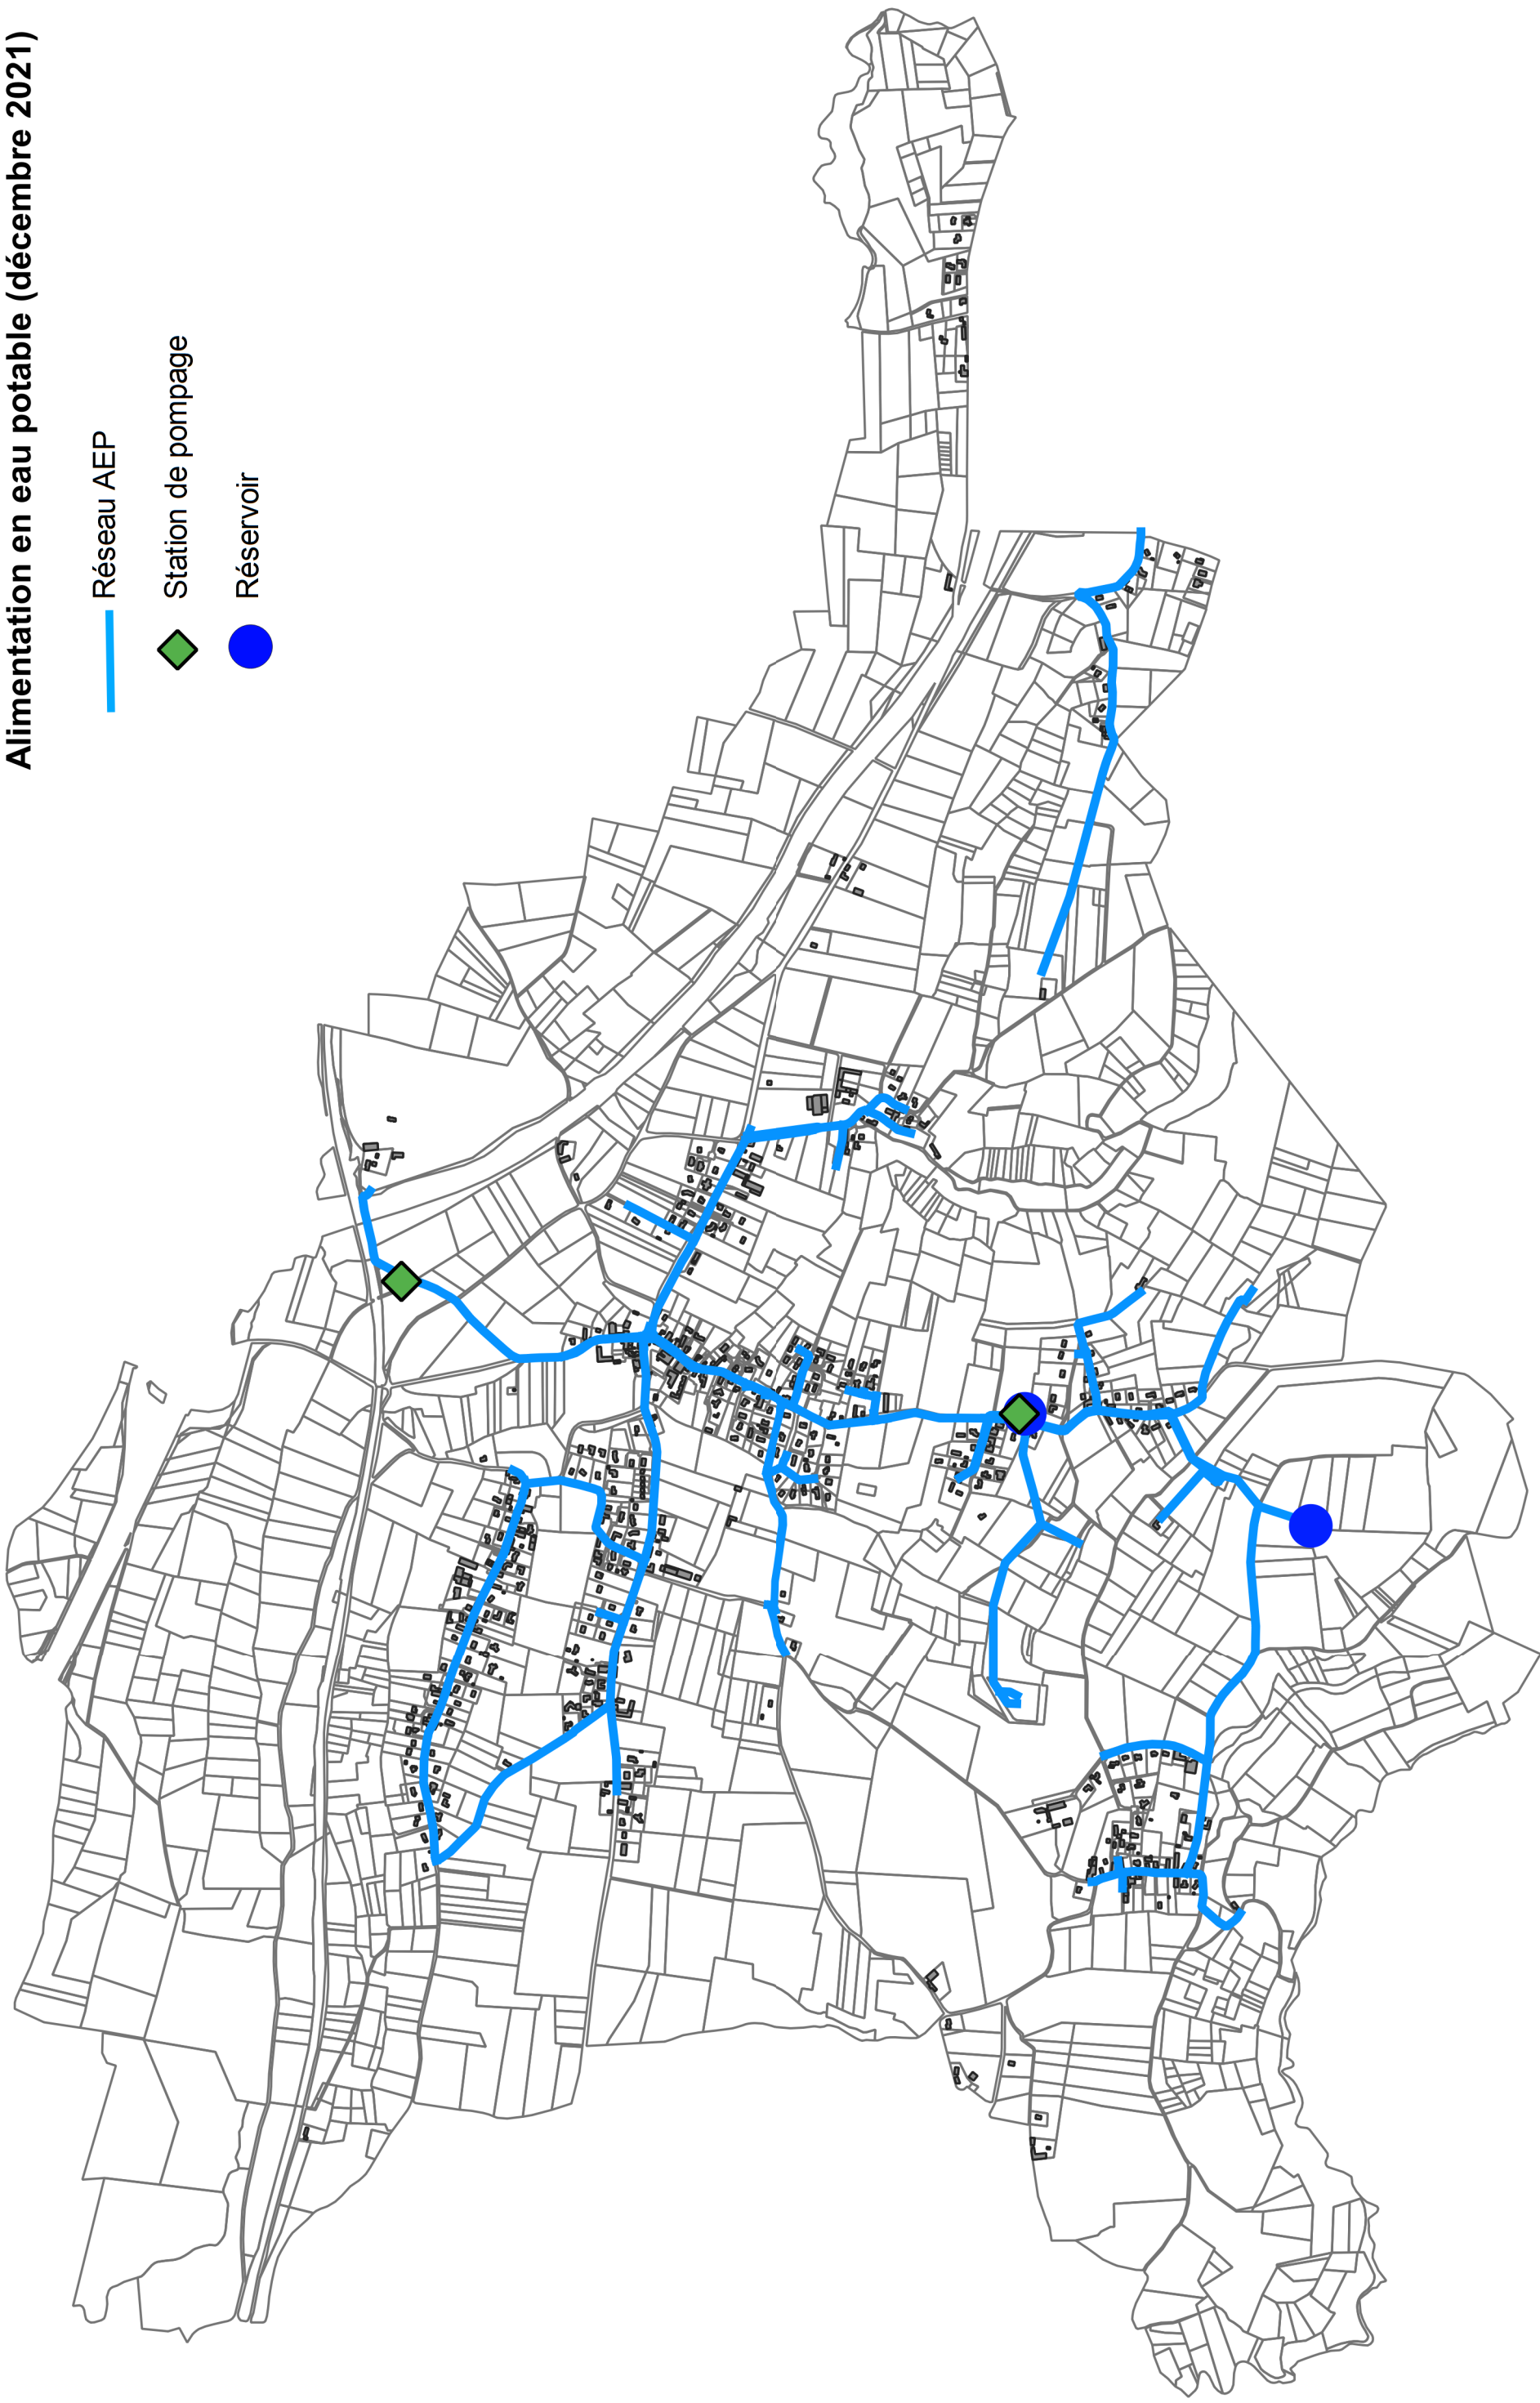 Alimentation en eau potable (décembre 2021)
Réseau AEP
Station de pompage
Réservoir